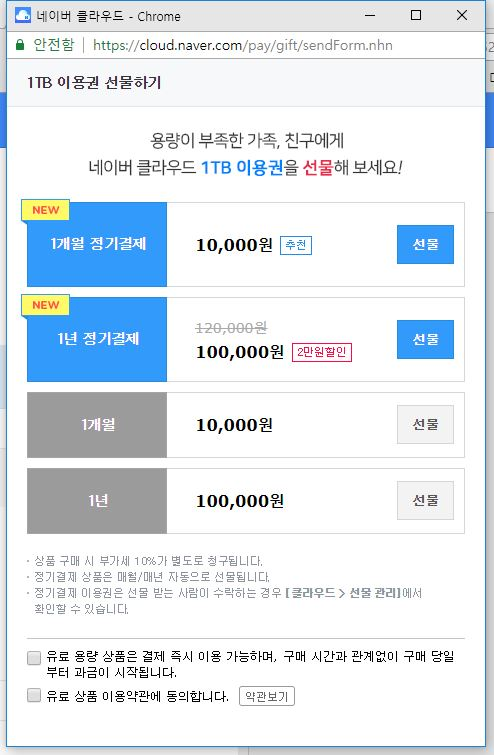 네이버 클라우드 - Chrome
안전함 | https://cloud.naver.com/pay/gift/sendForm.nhn
1TB 이용권 선물하기
용량이 부족한 가족, 친구에게
네이버 클라우드 1TB 이용권을 선물해 보세요!
NEW
1개월 정기결제
10,000원 추천
선물
NEW
1년 정기결제
120,000원
100,000원 2만원할인
선물
1개월
10,000원
선물
1년
100,000원
선물
· 상품 구매 시 부가세 10%가 별도로 청구됩니다.
· 정기결제 상품은 매월/매년 자동으로 선물됩니다.
· 정기결제 이용권은 선물 받는 사람이 수락하는 경우 [클라우드 > 선물 관리]에서
확인할 수 있습니다.
유료 용량 상품은 결제 즉시 이용 가능하며, 구매 시간과 관계없이 구매 당일
부터 과금이 시작됩니다.
유료 상품 이용약관에 동의합니다. 약관보기